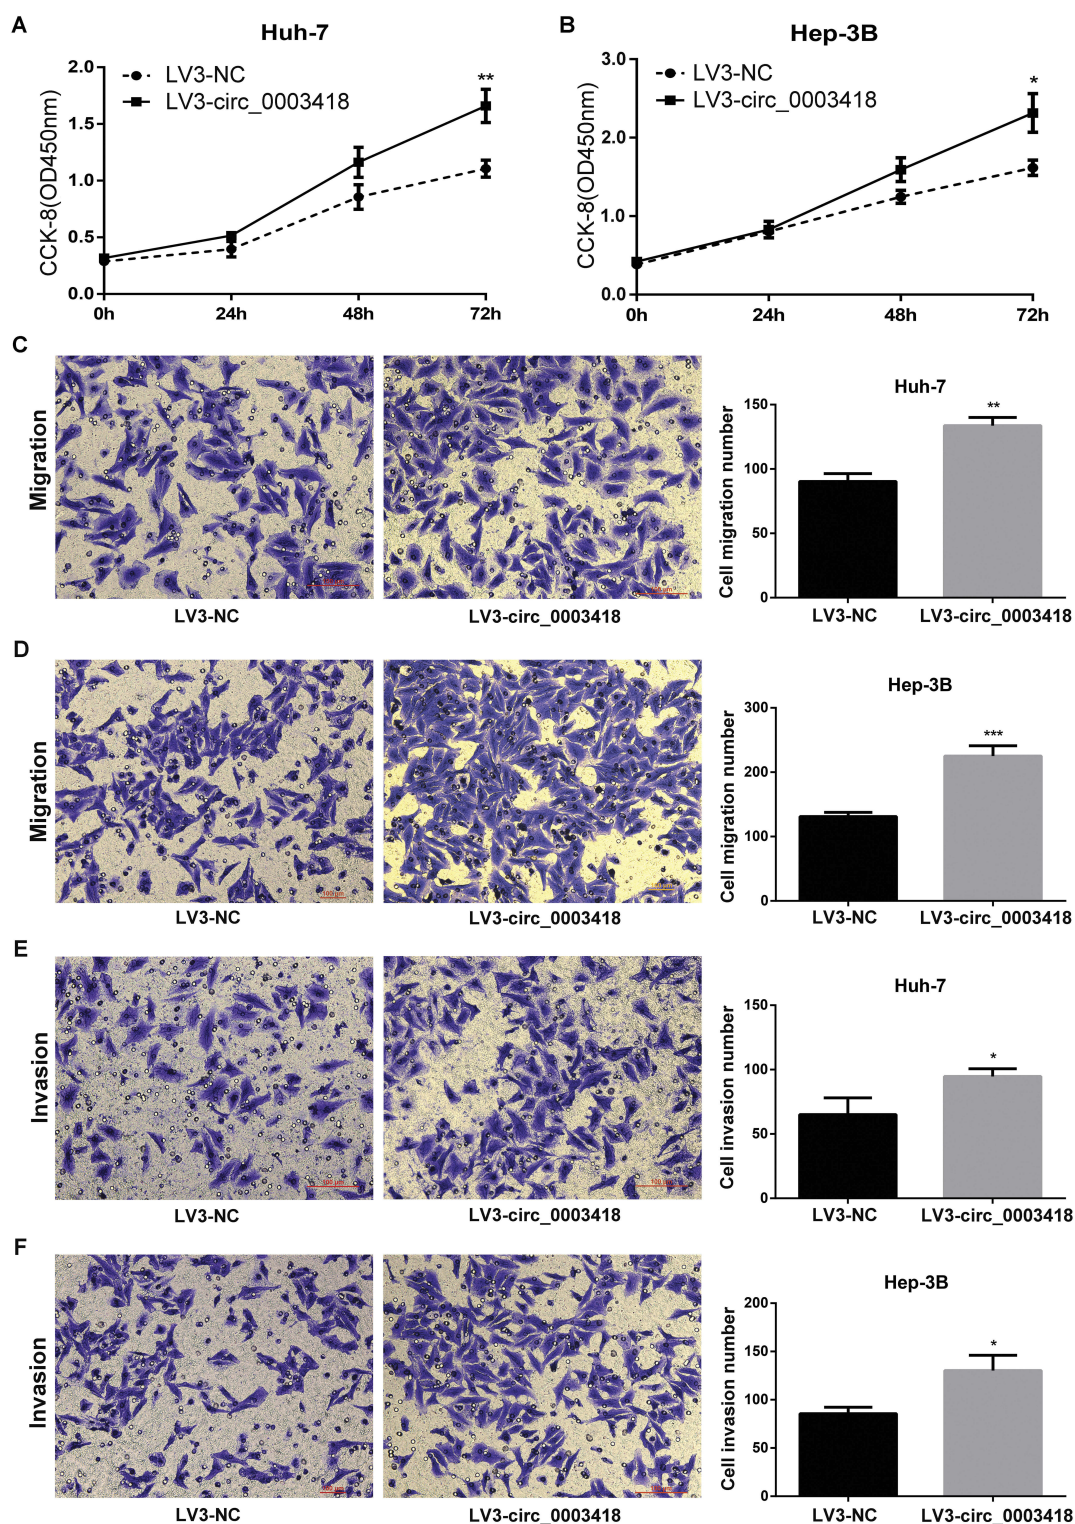 A
Huh-7
LV3-NC
LV3-circ_0003418
**
CCK-8(OD450nm)
2.0
1.5
1.0
0.5
0.0
0h
24h
48h
72h
B
Hep-3B
LV3-NC
LV3-circ_0003418
*
CCK-8(OD450nm)
3.0
2.0
1.0
0.0
0h
24h
48h
72h
C
Migration
LV3-NC
LV3-circ_0003418
Huh-7
Cell migration number
150
100
50
0
**
LV3-NC
LV3-circ_0003418
D
Migration
100 μm
LV3-NC
LV3-circ_0003418
Hep-3B
Cell migration number
300
200
100
0
***
LV3-NC
LV3-circ_0003418
E
Invasion
100 μm
100 μm
LV3-NC
LV3-circ_0003418
Huh-7
Cell invasion number
150
100
50
0
*
LV3-NC
LV3-circ_0003418
F
Invasion
LV3-NC
LV3-circ_0003418
Hep-3B
Cell invasion number
200
150
100
50
0
*
LV3-NC
LV3-circ_0003418